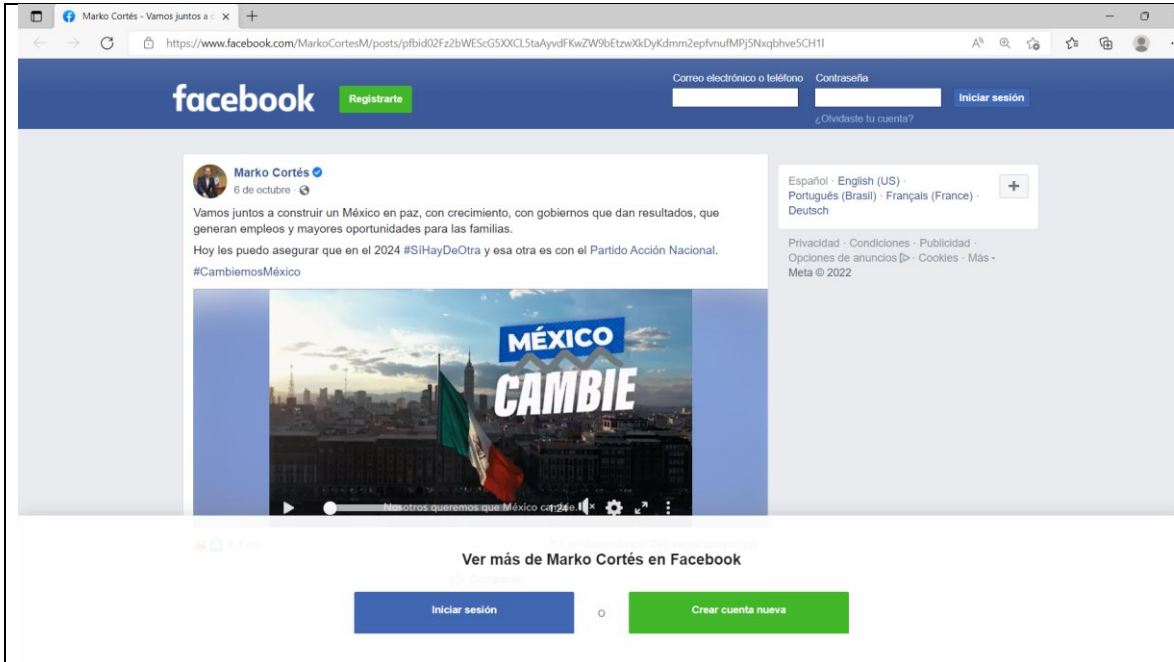 Marko Cortés - Vamos juntos a c
https://www.facebook.com/MarkoCortesM/posts/pfbid02Fz2bWEScG5XXCL5taAyvdFKwZW9bEtzwXkDyKdmm2epfvnufMPj5Nxqbhve5CH1l
facebook
Registrarte
Correo electrónico o teléfono
Contraseña
Iniciar sesión
¿Olvidaste tu cuenta?
Marko Cortés
6 de octubre ·
Vamos juntos a construir un México en paz, con crecimiento, con gobiernos que dan resultados, que
generan empleos y mayores oportunidades para las familias.
Hoy les puedo asegurar que en el 2024 #SíHayDeOtra y esa otra es con el Partido Acción Nacional.
#CambiemosMéxico
MÉXICO
CAMBIE
Nosotros queremos que México cambie.
1:24
Español · English (US) ·
Português (Brasil) · Français (France) ·
Deutsch
Privacidad · Condiciones · Publicidad ·
Opciones de anuncios · Cookies · Más
Meta © 2022
Compartir
Ver más de Marko Cortés en Facebook
Iniciar sesión
o
Crear cuenta nueva